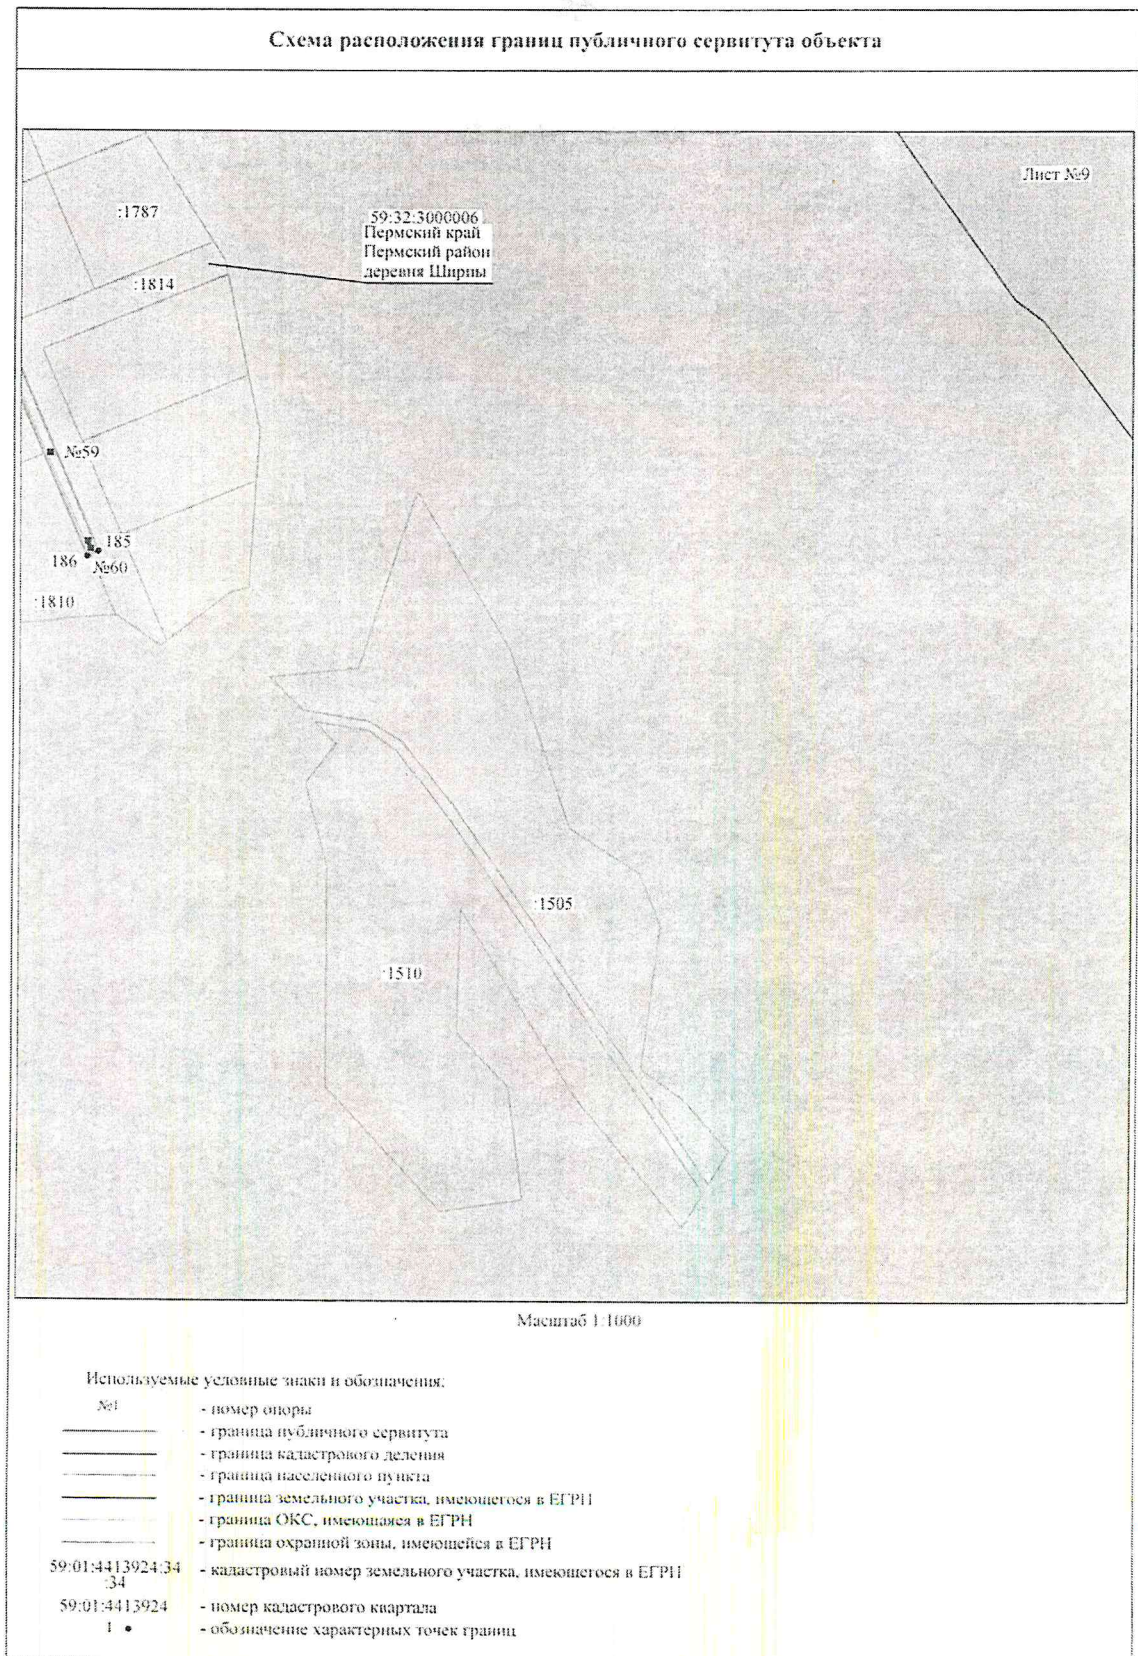 Схема расположения границ публичного сервитута объекта
Лист №9
:1787
59:32:3000006
Пермский край
Пермский район
деревня Ширпы
:1814
№59
185
186
№60
:1810
:1505
:1510
Масштаб 1:1000
Используемые условные знаки и обозначения:
№1 - номер опоры
- граница публичного сервитута
- граница кадастрового деления
- граница населенного пункта
- граница земельного участка, имеющегося в ЕГРН
- граница ОКС, имеющаяся в ЕГРН
- граница охранной зоны, имеющейся в ЕГРН
59:01:4413924:34 - кадастровый номер земельного участка, имеющегося в ЕГРН
:34
59:01:4413924 - номер кадастрового квартала
1 - обозначение характерных точек границ